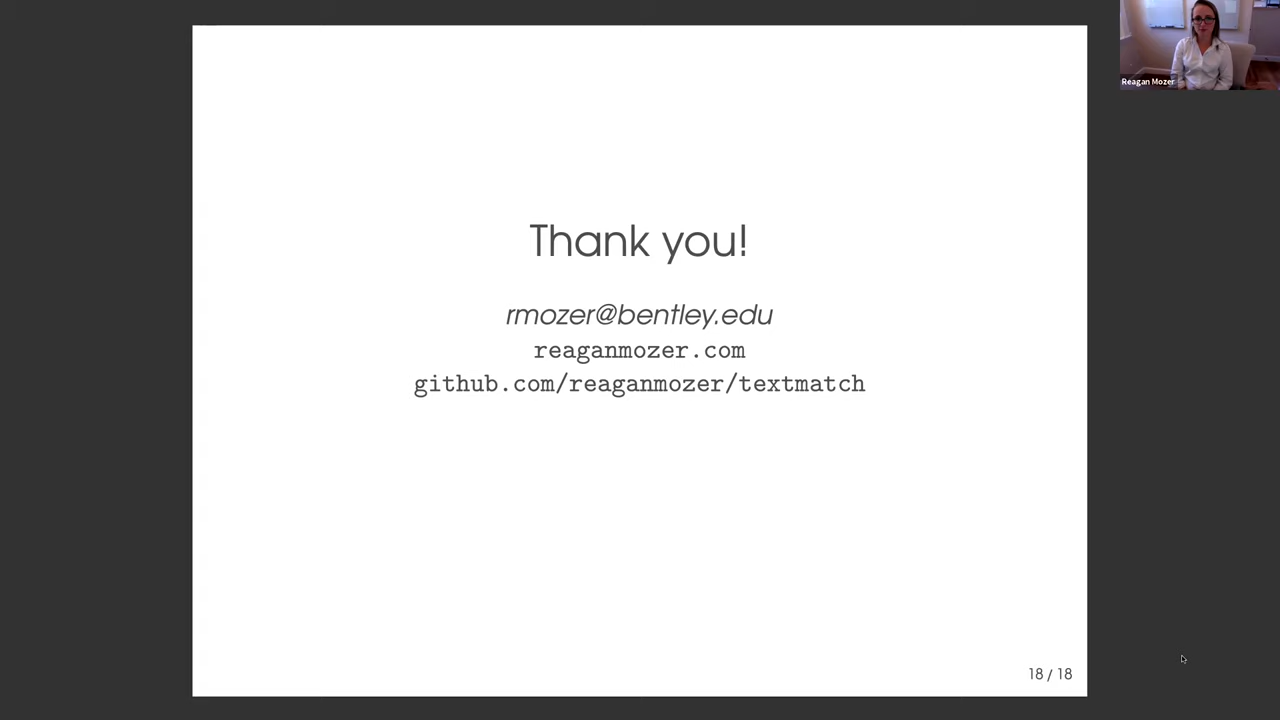 Reagan Mozer
Thank you!
rmozer@bentley.edu
reaganmozer.com
github.com/reaganmozer/textmatch
18 / 18